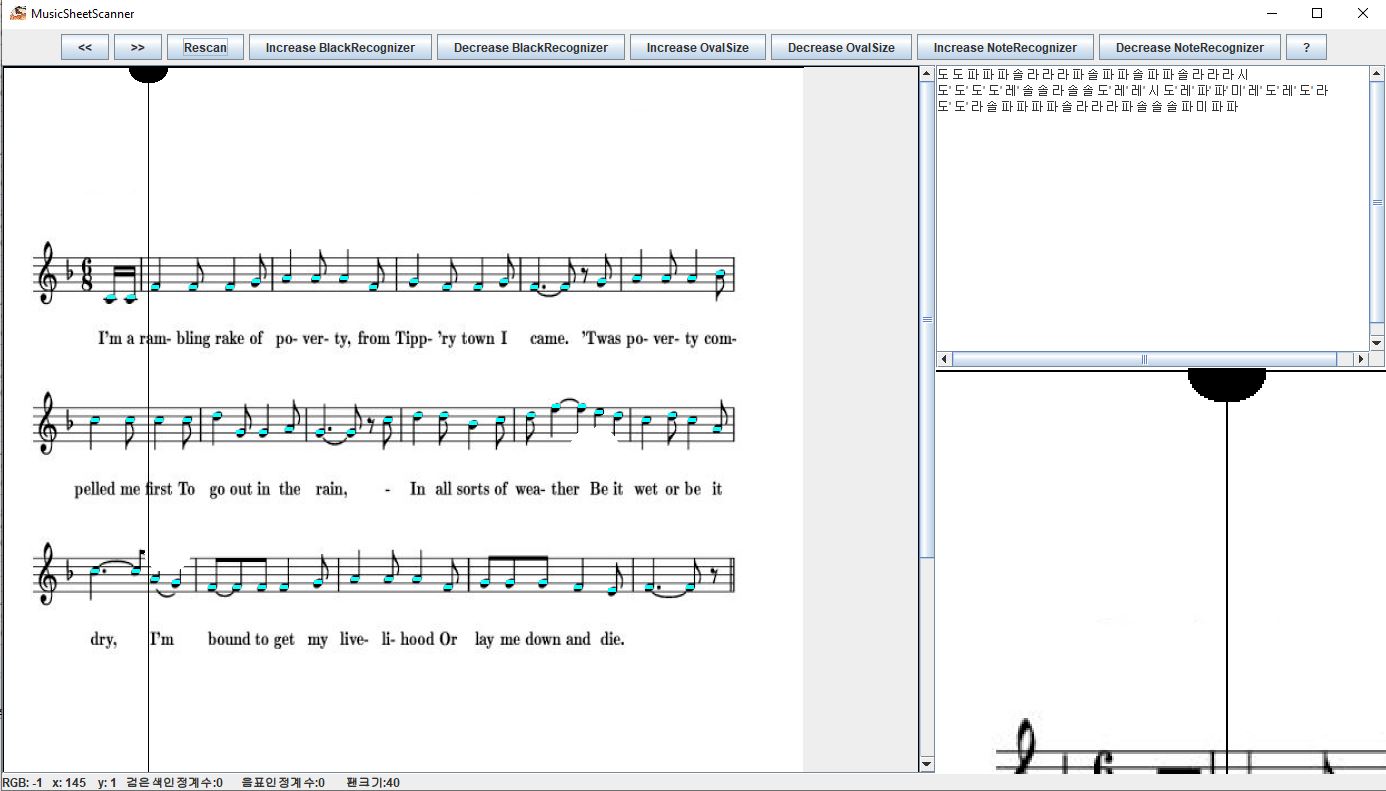 MusicSheetScanner
<< >> Rescan Increase BlackRecognizer Decrease BlackRecognizer Increase OvalSize Decrease OvalSize Increase NoteRecognizer Decrease NoteRecognizer ?
도 도 파 파 파 솔 라 라 라 파 솔 파 파 솔 파 파 솔 라 라 라 시
도' 도' 도' 도' 레' 솔 솔 라 솔 솔 도' 레' 레' 시 도' 레' 파' 파' 미' 레' 도' 레' 도' 라
도' 도' 라 솔 파 파 파 파 솔 라 라 라 파 솔 솔 솔 파 미 파 파
6
8
I'm a ram- bling rake of po- ver- ty, from Tipp- 'ry town I came. 'Twas po- ver- ty com-
pelled me first To go out in the rain, - In all sorts of wea- ther Be it wet or be it
dry, I'm bound to get my live- li- hood Or lay me down and die.
RGB: -1 x: 145 y: 1 검은색인정계수:0 음표인정계수:0 팬크기:40